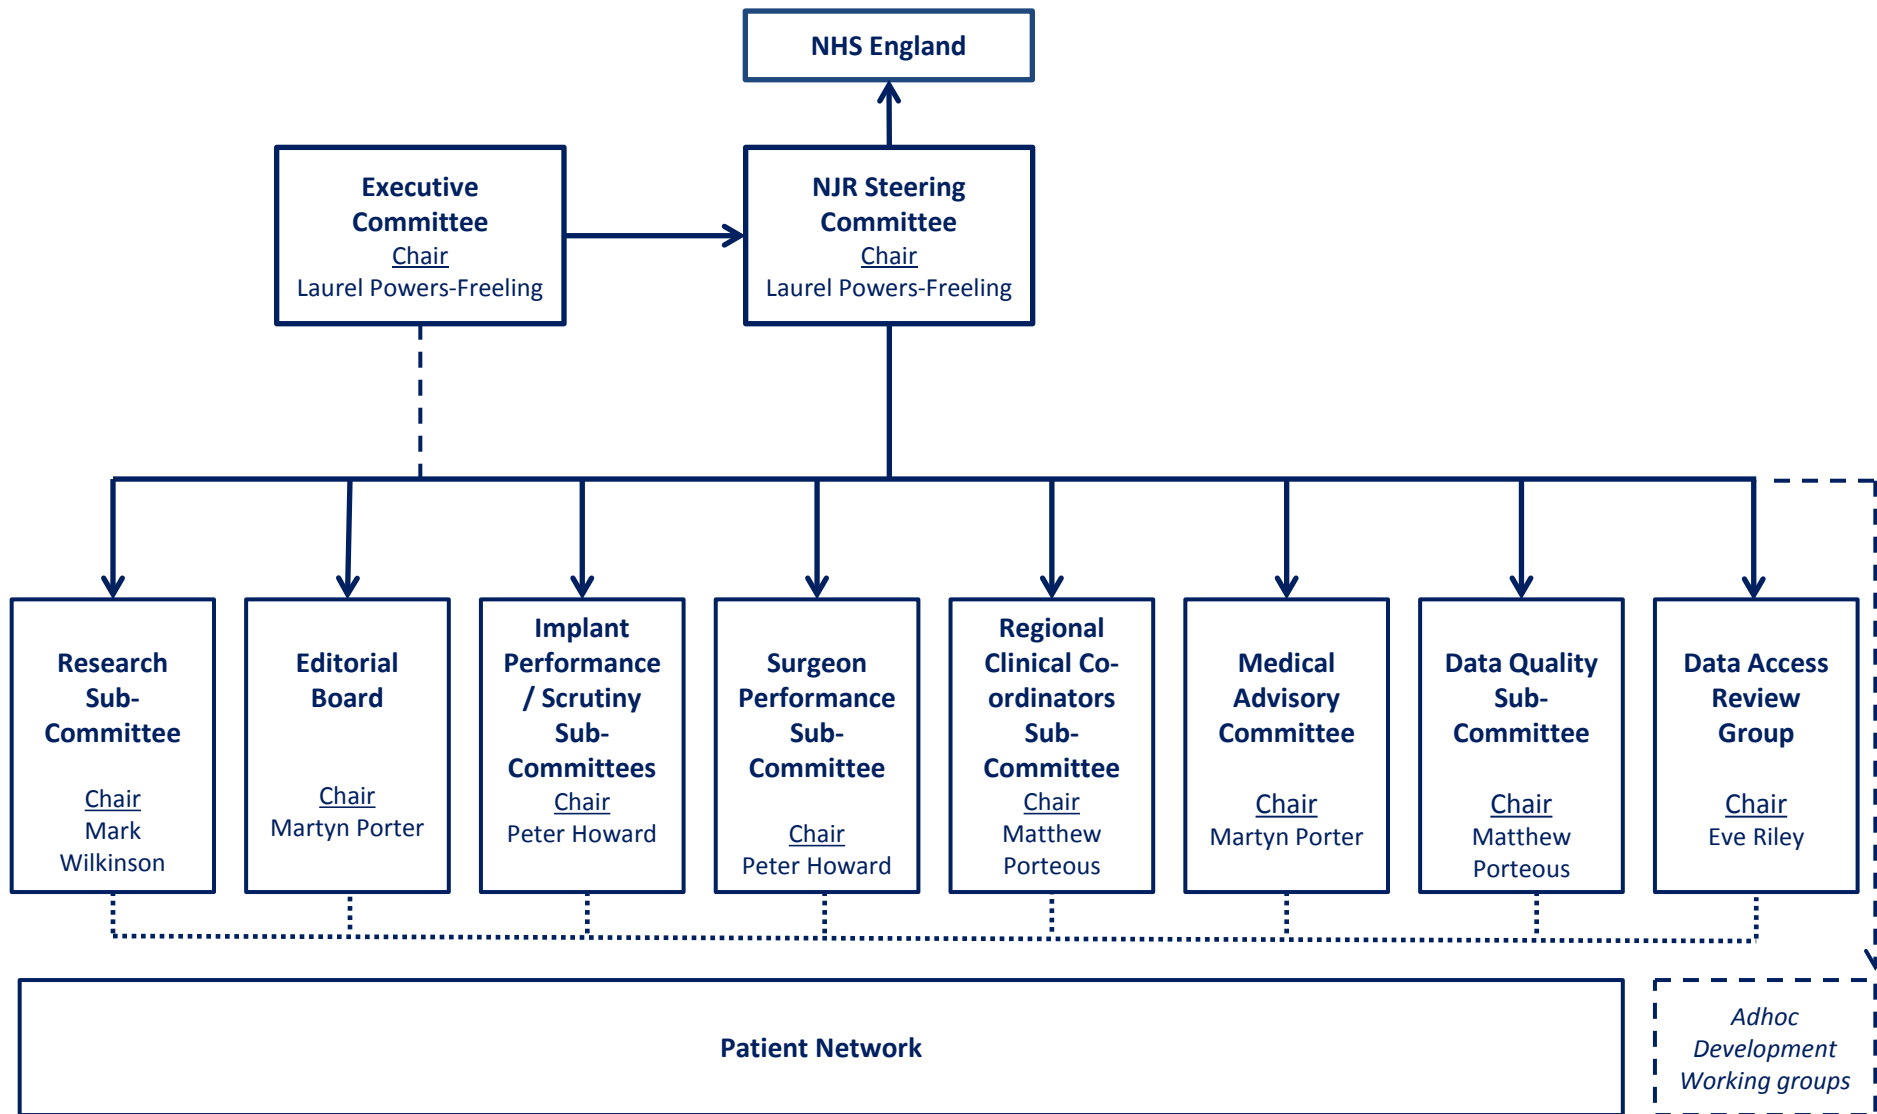 NHS England
Executive
Committee
Chair
Laurel Powers-Freeling
NJR Steering
Committee
Chair
Laurel Powers-Freeling
Research
Sub-
Committee
Chair
Mark
Wilkinson
Editorial
Board
Chair
Martyn Porter
Implant
Performance
/ Scrutiny
Sub-
Committees
Chair
Peter Howard
Surgeon
Performance
Sub-
Committee
Chair
Peter Howard
Regional
Clinical Co-
ordinators
Sub-
Committee
Chair
Matthew
Porteous
Medical
Advisory
Committee
Chair
Martyn Porter
Data Quality
Sub-
Committee
Chair
Matthew
Porteous
Data Access
Review
Group
Chair
Eve Riley
Patient Network
Adhoc
Development
Working groups